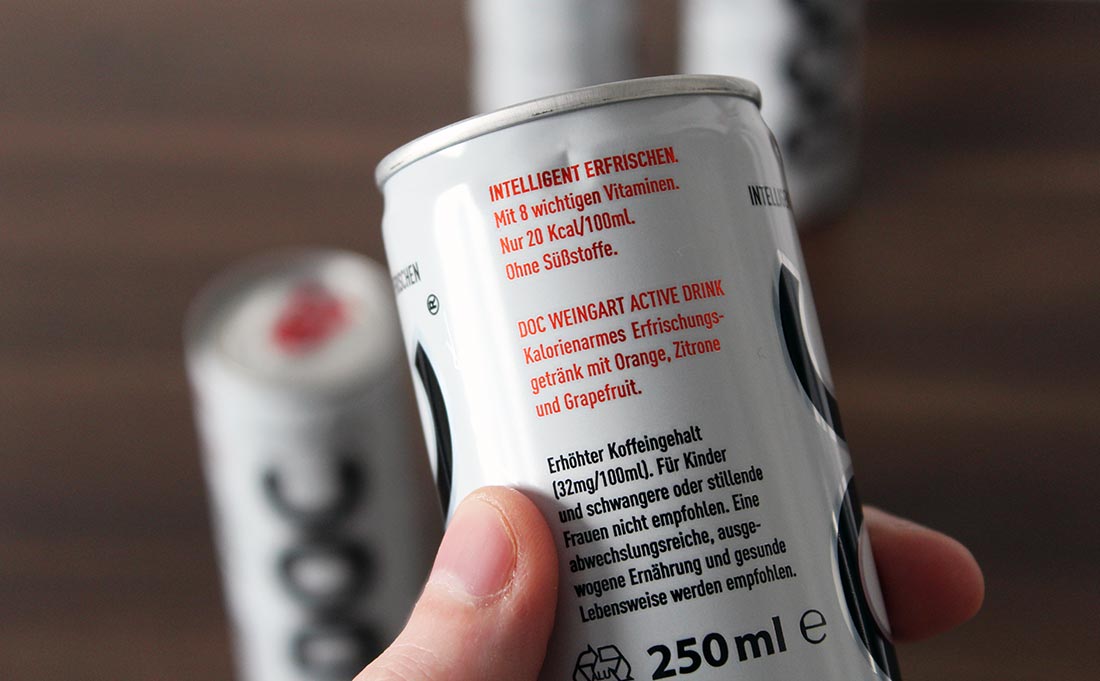 INTELLIGENT ERFRISCHEN.
Mit 8 wichtigen Vitaminen.
Nur 20 Kcal/100ml.
Ohne Süßstoffe.
DOC WEINGART ACTIVE DRINK
Kalorienarmes Erfrischungs-
getränk mit Orange, Zitrone
und Grapefruit.
Erhöhter Koffeingehalt
(32mg/100ml). Für Kinder
und schwangere oder stillende
Frauen nicht empfohlen. Eine
abwechslungsreiche, ausge-
wogene Ernährung und gesunde
Lebensweise werden empfohlen.
ALU
250 ml e
®
DOC